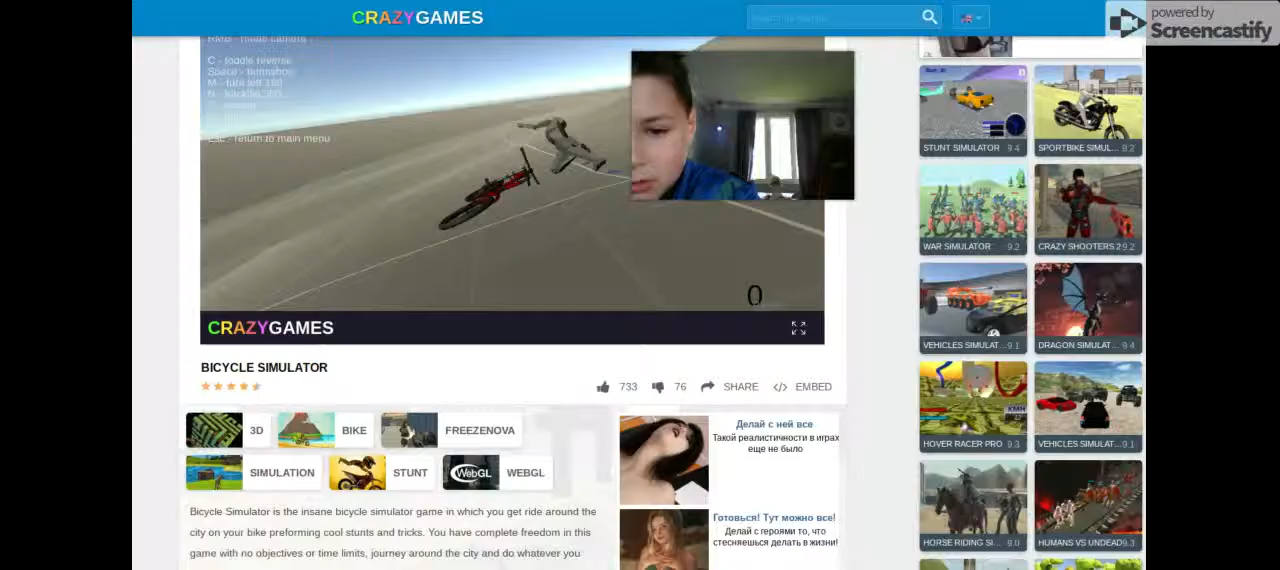 CRAZYGAMES
powered by
Screencastify
C - toggle reverse
Space - bunnyhop
Esc - return to main menu
0
CRAZYGAMES
BICYCLE SIMULATOR
733
76
SHARE
EMBED
3D
BIKE
FREEZENOVA
SIMULATION
STUNT
WebGL
WEBGL
Bicycle Simulator is the insane bicycle simulator game in which you get ride around the
city on your bike preforming cool stunts and tricks. You have complete freedom in this
game with no objectives or time limits, journey around the city and do whatever you
Делай с ней все
Такой реалистичности в играх
еще не было
Готовься! Тут можно все!
Делай с героями то, что
стесняешься делать в жизни!
STUNT SIMULATOR 9.4
SPORTBIKE SIMUL... 9.2
WAR SIMULATOR 9.2
CRAZY SHOOTERS 2 9.2
VEHICLES SIMULAT... 9.1
DRAGON SIMULAT... 9.4
HOVER RACER PRO 9.3
VEHICLES SIMULAT... 9.1
HORSE RIDING SI... 9.0
HUMANS VS UNDEAD 9.3